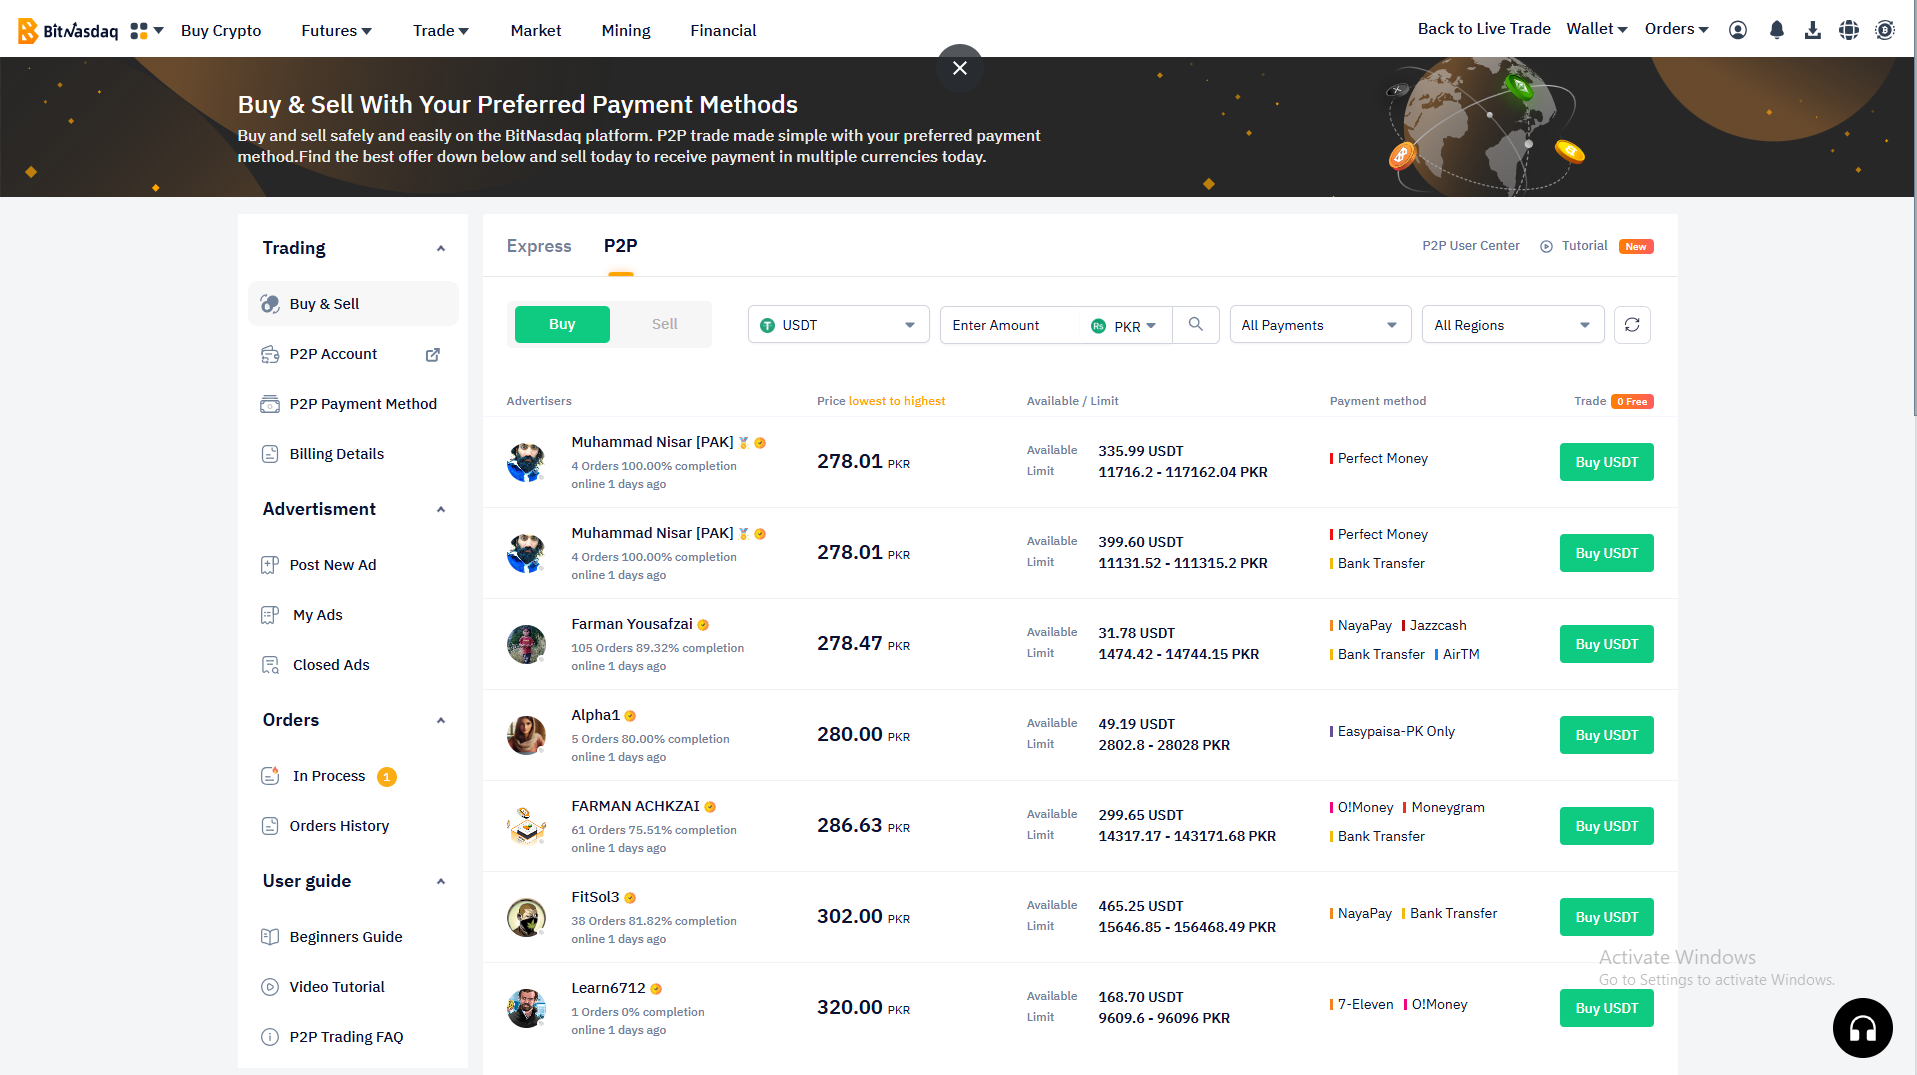 BitNasdaq
Buy Crypto
Futures
Trade
Market
Mining
Financial
Back to Live Trade
Wallet
Orders
Buy & Sell With Your Preferred Payment Methods
Buy and sell safely and easily on the BitNasdaq platform. P2P trade made simple with your preferred payment
method.Find the best offer down below and sell today to receive payment in multiple currencies today.
Trading
Buy & Sell
P2P Account
P2P Payment Method
Billing Details
Advertisment
Post New Ad
My Ads
Closed Ads
Orders
In Process 1
Orders History
User guide
Beginners Guide
Video Tutorial
P2P Trading FAQ
Express
P2P
P2P User Center
Tutorial New
Buy
Sell
USDT
Enter Amount
Rs PKR
All Payments
All Regions
Advertisers
Price lowest to highest
Available / Limit
Payment method
Trade 0 Free
Muhammad Nisar [PAK]
4 Orders 100.00% completion
online 1 days ago
278.01 PKR
Available 335.99 USDT
Limit 11716.2 - 117162.04 PKR
Perfect Money
Buy USDT
Muhammad Nisar [PAK]
4 Orders 100.00% completion
online 1 days ago
278.01 PKR
Available 399.60 USDT
Limit 11131.52 - 111315.2 PKR
Perfect Money
Bank Transfer
Buy USDT
Farman Yousafzai
105 Orders 89.32% completion
online 1 days ago
278.47 PKR
Available 31.78 USDT
Limit 1474.42 - 14744.15 PKR
NayaPay Jazzcash
Bank Transfer AirTM
Buy USDT
Alpha1
5 Orders 80.00% completion
online 1 days ago
280.00 PKR
Available 49.19 USDT
Limit 2802.8 - 28028 PKR
Easypaisa-PK Only
Buy USDT
FARMAN ACHKZAI
61 Orders 75.51% completion
online 1 days ago
286.63 PKR
Available 299.65 USDT
Limit 14317.17 - 143171.68 PKR
O!Money Moneygram
Bank Transfer
Buy USDT
FitSol3
38 Orders 81.82% completion
online 1 days ago
302.00 PKR
Available 465.25 USDT
Limit 15646.85 - 156468.49 PKR
NayaPay Bank Transfer
Buy USDT
Learn6712
1 Orders 0% completion
online 1 days ago
320.00 PKR
Available 168.70 USDT
Limit 9609.6 - 96096 PKR
7-Eleven O!Money
Buy USDT
Activate Windows
Go to Settings to activate Windows.